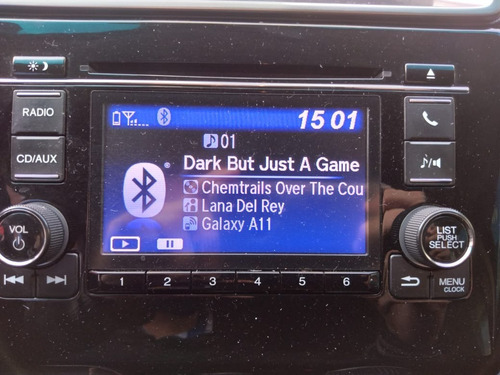 15 01
01
Dark But Just A Game
Chemtrails Over The Cou
Lana Del Rey
Galaxy A11
RADIO
CD/AUX
VOL
LIST
PUSH
SELECT
MENU
CLOCK
1 2 3 4 5 6